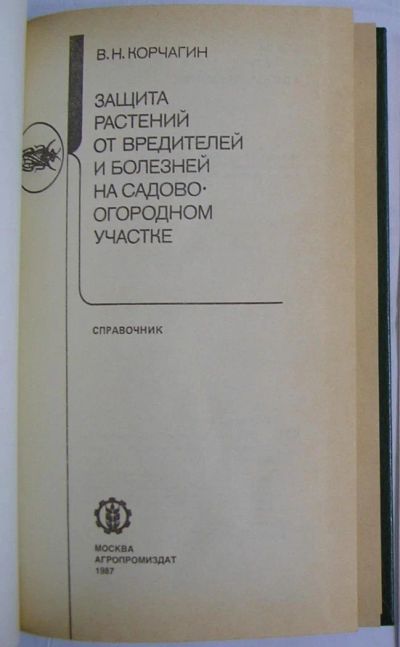 В. Н. КОРЧАГИН
ЗАЩИТА
РАСТЕНИЙ
ОТ ВРЕДИТЕЛЕЙ
И БОЛЕЗНЕЙ
НА САДОВО-
ОГОРОДНОМ
УЧАСТКЕ
СПРАВОЧНИК
МОСКВА
АГРОПРОМИЗДАТ
1987